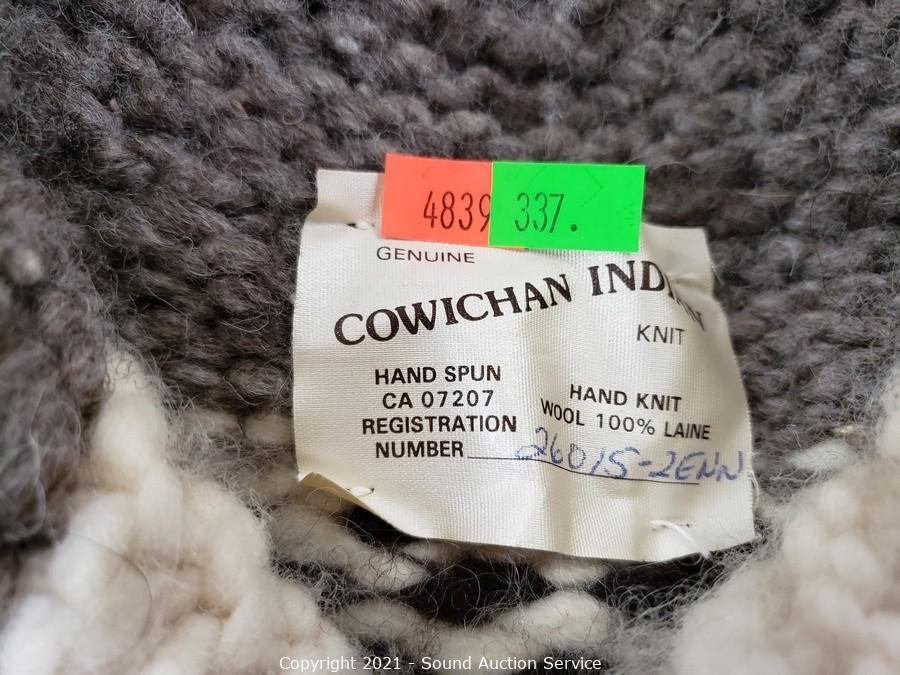 4839 337.
GENUINE
COWICHAN INDIAN
KNIT
HAND SPUN
CA 07207
REGISTRATION
NUMBER 26015-2ENN
HAND KNIT
WOOL 100% LAINE
Copyright 2021 - Sound Auction Service